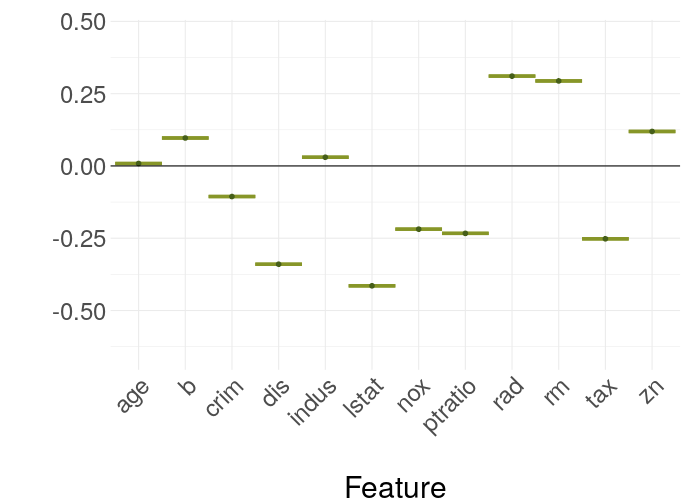 0.50
0.25
0.00
-0.25
-0.50
age b crim dis indus lstat nox ptratio rad rm tax zn
Feature